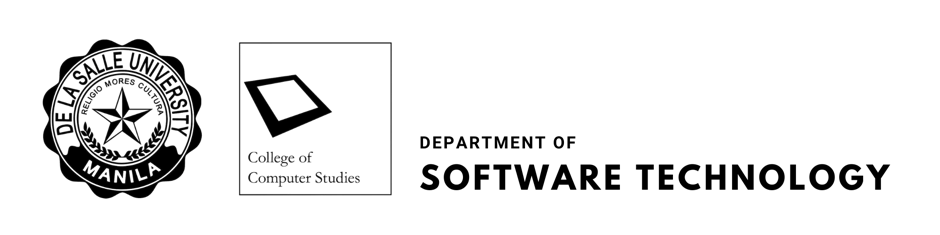 DE LA SALLE UNIVERSITY
RELIGIO MORES CULTURA
MANILA
College of
Computer Studies
DEPARTMENT OF
SOFTWARE TECHNOLOGY